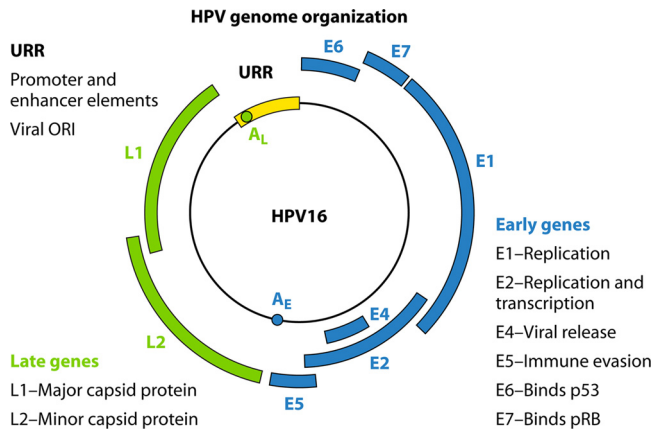 HPV genome organization
URR
Promoter and
enhancer elements
Viral ORI
E6
E7
URR
AL
L1
E1
HPV16
AE
E4
L2
E2
E5
Early genes
E1–Replication
E2–Replication and
transcription
E4–Viral release
E5–Immune evasion
E6–Binds p53
E7–Binds pRB
Late genes
L1–Major capsid protein
L2–Minor capsid protein